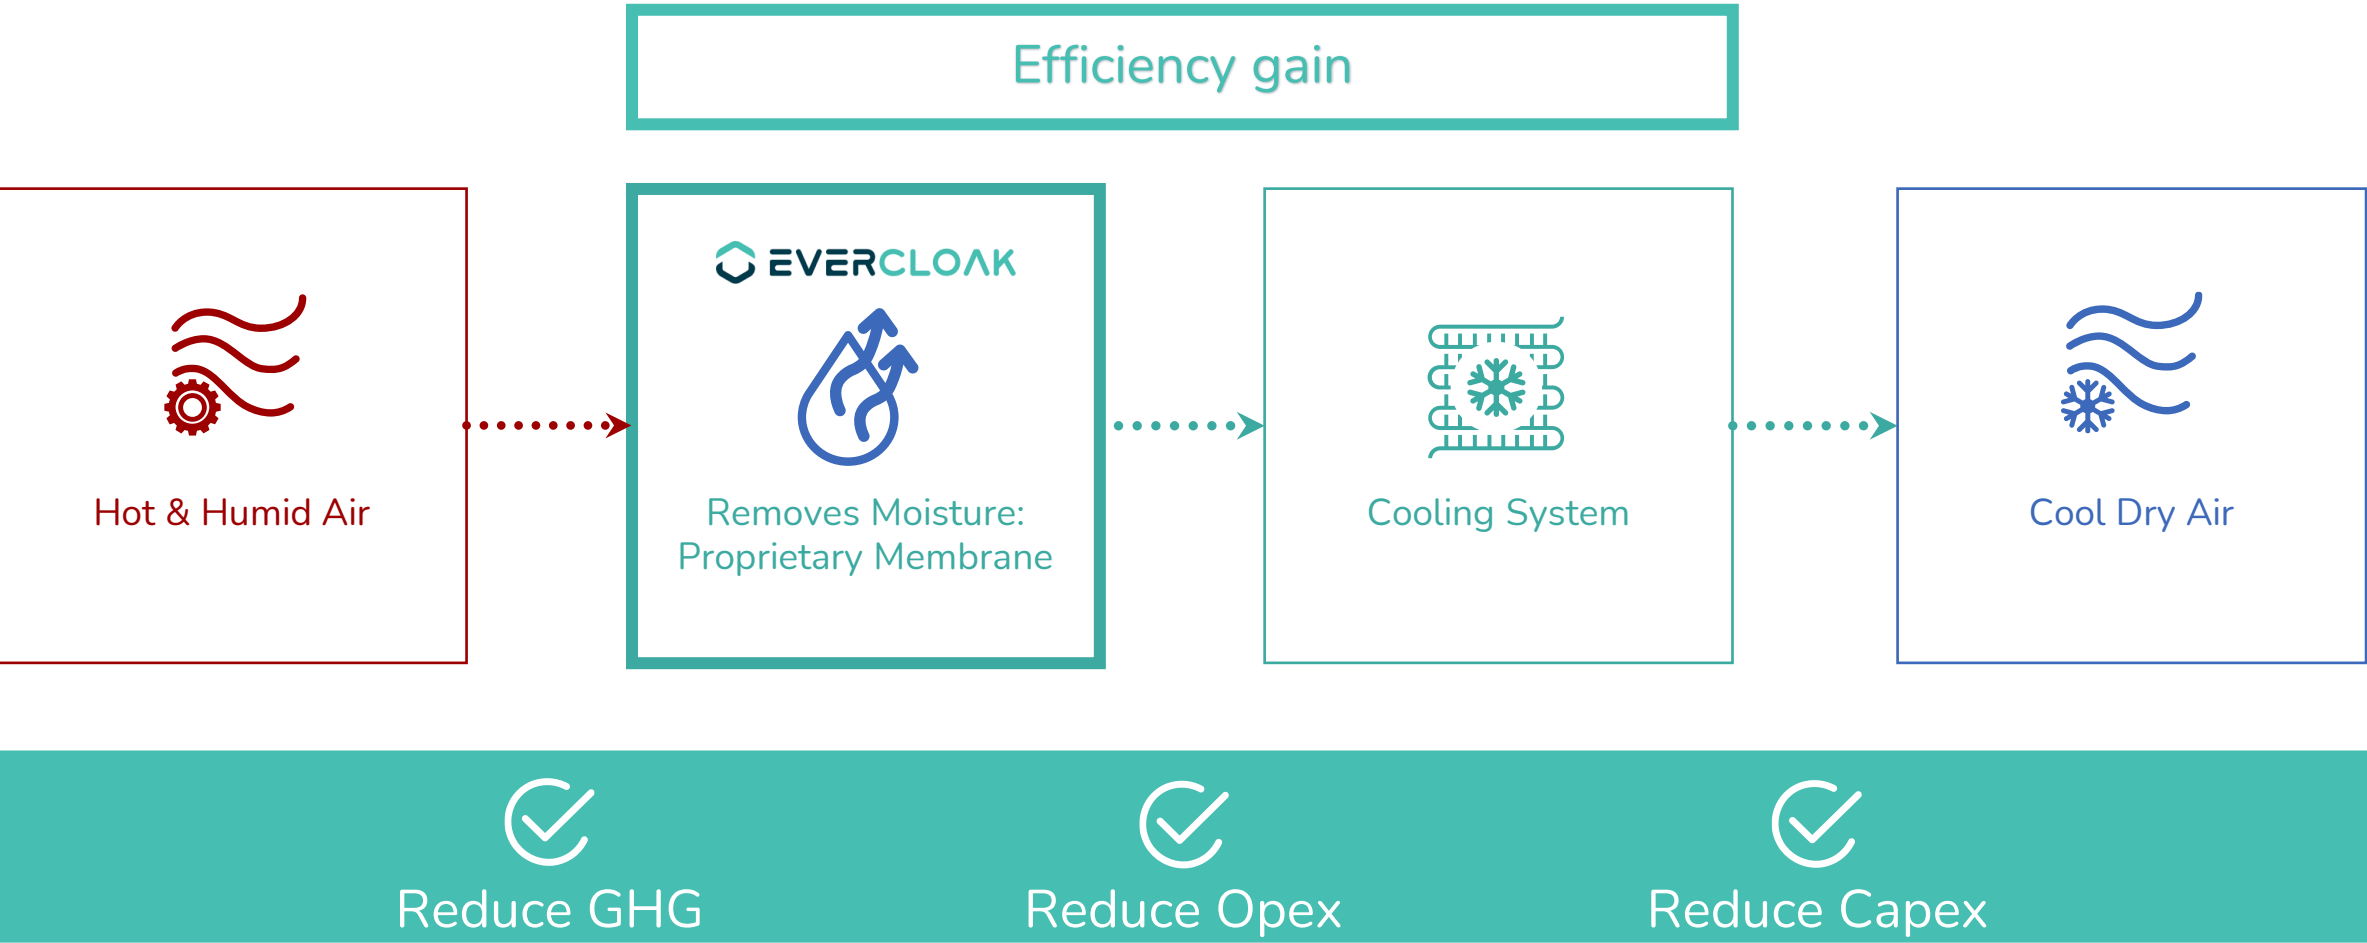 Efficiency gain
EVERCLOAK
Hot & Humid Air
Removes Moisture:
Proprietary Membrane
Cooling System
Cool Dry Air
Reduce GHG
Reduce Opex
Reduce Capex